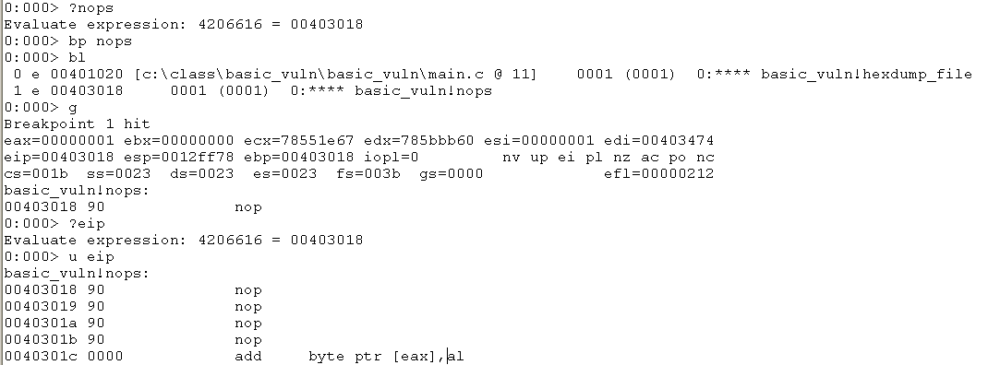 0:000> ?nops
Evaluate expression: 4206616 = 00403018
0:000> bp nops
0:000> bl
 0 e 00401020 [c:\class\basic_vuln\basic_vuln\main.c @ 11]    0001 (0001)  0:**** basic_vuln!hexdump_file
 1 e 00403018     0001 (0001)  0:**** basic_vuln!nops
0:000> g
Breakpoint 1 hit
eax=00000001 ebx=00000000 ecx=78551e67 edx=785bbb60 esi=00000001 edi=00403474
eip=00403018 esp=0012ff78 ebp=00403018 iopl=0         nv up ei pl nz ac po nc
cs=001b  ss=0023  ds=0023  es=0023  fs=003b  gs=0000             efl=00000212
basic_vuln!nops:
00403018 90              nop
0:000> ?eip
Evaluate expression: 4206616 = 00403018
0:000> u eip
basic_vuln!nops:
00403018 90              nop
00403019 90              nop
0040301a 90              nop
0040301b 90              nop
0040301c 0000            add     byte ptr [eax],al